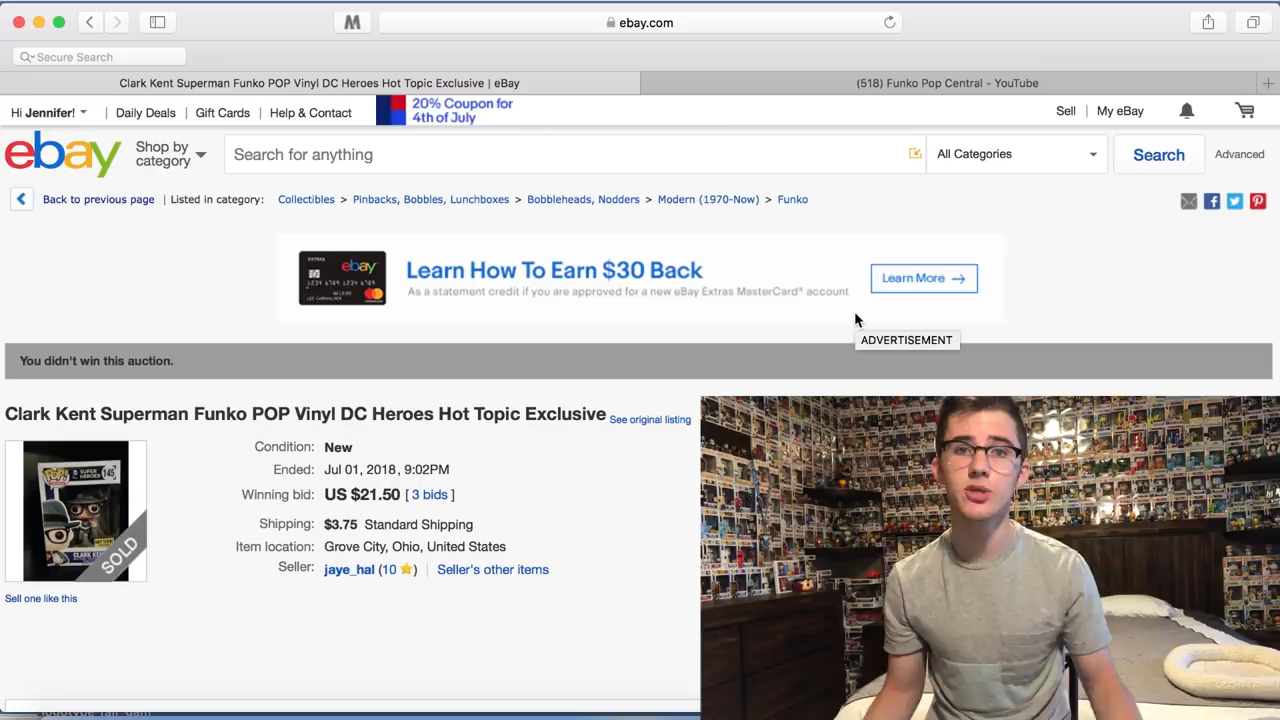 ebay.com
Secure Search
Clark Kent Superman Funko POP Vinyl DC Heroes Hot Topic Exclusive | eBay
(518) Funko Pop Central - YouTube
Hi Jennifer!
Daily Deals
Gift Cards
Help & Contact
20% Coupon for
4th of July
Sell
My eBay
ebay
Shop by
category
Search for anything
All Categories
Search
Advanced
Back to previous page | Listed in category: Collectibles > Pinbacks, Bobbles, Lunchboxes > Bobbleheads, Nodders > Modern (1970-Now) > Funko
ebay
Learn How To Earn $30 Back
As a statement credit if you are approved for a new eBay Extras MasterCard® account
Learn More →
ADVERTISEMENT
You didn't win this auction.
Clark Kent Superman Funko POP Vinyl DC Heroes Hot Topic Exclusive
See original listing
POP!
SUPER
HEROES
145
CLARK KENT
SOLD
Condition: New
Ended: Jul 01, 2018, 9:02PM
Winning bid: US $21.50 [ 3 bids ]
Shipping: $3.75 Standard Shipping
Item location: Grove City, Ohio, United States
Seller: jaye_hal (10) | Seller's other items
Sell one like this